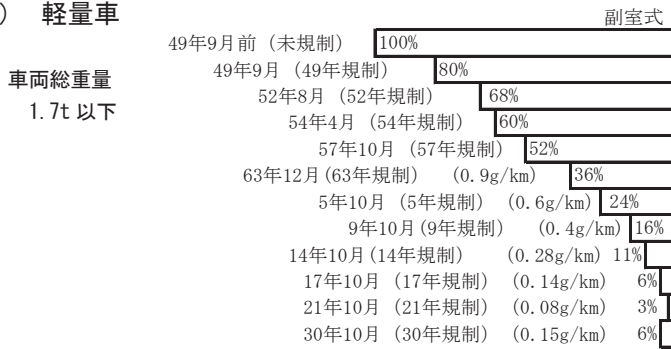 ) 軽量車
副室式
49年9月前 (未規制) 100%
49年9月 (49年規制) 80%
車両総重量
52年8月 (52年規制) 68%
1.7t 以下
54年4月 (54年規制) 60%
57年10月 (57年規制) 52%
63年12月(63年規制) (0.9g/km) 36%
5年10月 (5年規制) (0.6g/km) 24%
9年10月(9年規制) (0.4g/km) 16%
14年10月(14年規制) (0.28g/km) 11%
17年10月 (17年規制) (0.14g/km) 6%
21年10月 (21年規制) (0.08g/km) 3%
30年10月 (30年規制) (0.15g/km) 6%